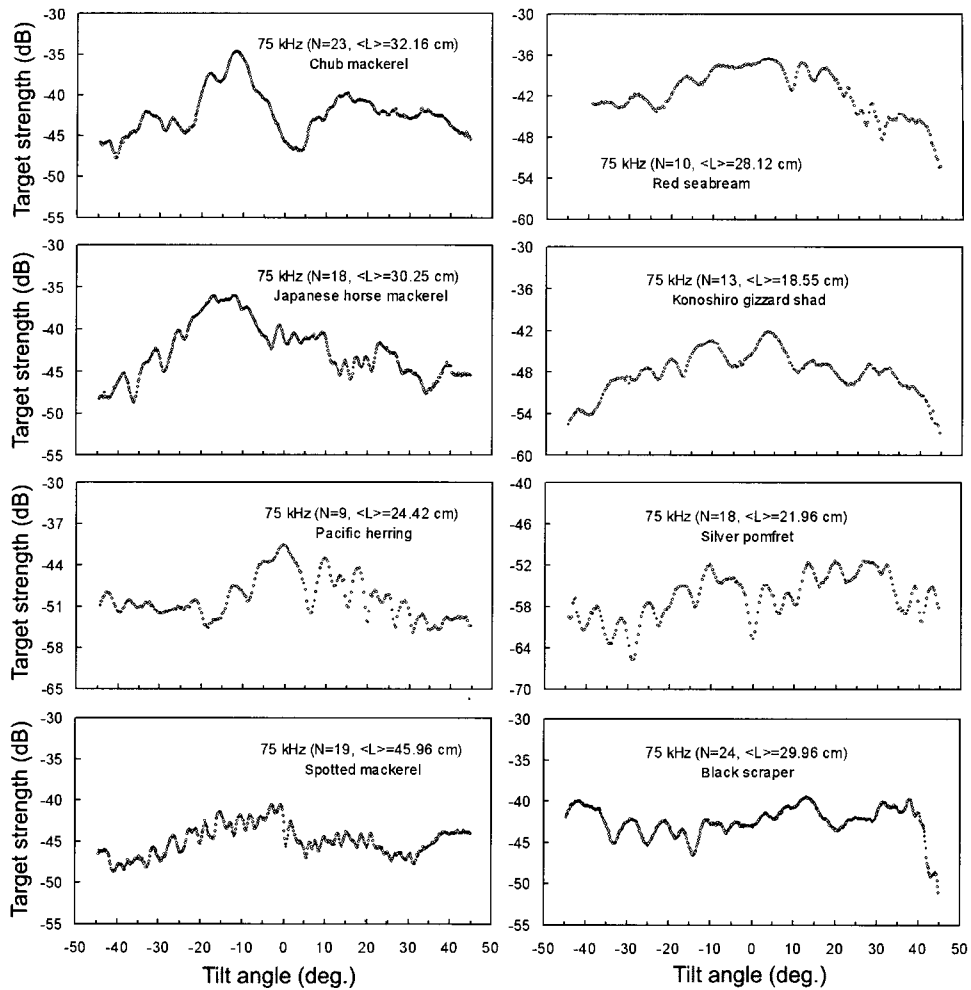 Target strength (dB)
-30
-35
-40
-45
-50
-55
75 kHz (N=23, <L>=32.16 cm)
Chub mackerel
-30
-36
-42
-48
-54
-60
75 kHz (N=10, <L>=28.12 cm)
Red seabream
Target strength (dB)
-30
-35
-40
-45
-50
-55
75 kHz (N=18, <L>=30.25 cm)
Japanese horse mackerel
-30
-36
-42
-48
-54
-60
75 kHz (N=13, <L>=18.55 cm)
Konoshiro gizzard shad
Target strength (dB)
-30
-37
-44
-51
-58
-65
75 kHz (N=9, <L>=24.42 cm)
Pacific herring
-40
-46
-52
-58
-64
-70
75 kHz (N=18, <L>=21.96 cm)
Silver pomfret
Target strength (dB)
-30
-35
-40
-45
-50
-55
75 kHz (N=19, <L>=45.96 cm)
Spotted mackerel
-50 -40 -30 -20 -10 0 10 20 30 40 50
Tilt angle (deg.)
-30
-35
-40
-45
-50
-55
75 kHz (N=24, <L>=29.96 cm)
Black scraper
-50 -40 -30 -20 -10 0 10 20 30 40 50
Tilt angle (deg.)